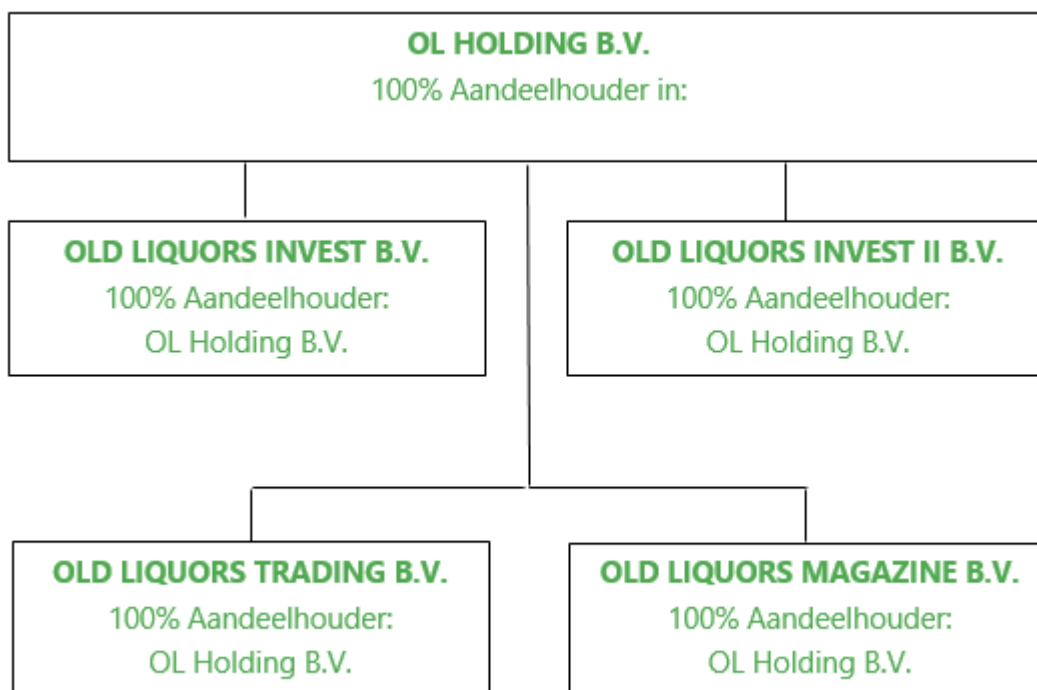 OL HOLDING B.V.
100% Aandeelhouder in:
OLD LIQUORS INVEST B.V.
100% Aandeelhouder:
OL Holding B.V.
OLD LIQUORS INVEST II B.V.
100% Aandeelhouder:
OL Holding B.V.
OLD LIQUORS TRADING B.V.
100% Aandeelhouder:
OL Holding B.V.
OLD LIQUORS MAGAZINE B.V.
100% Aandeelhouder:
OL Holding B.V.